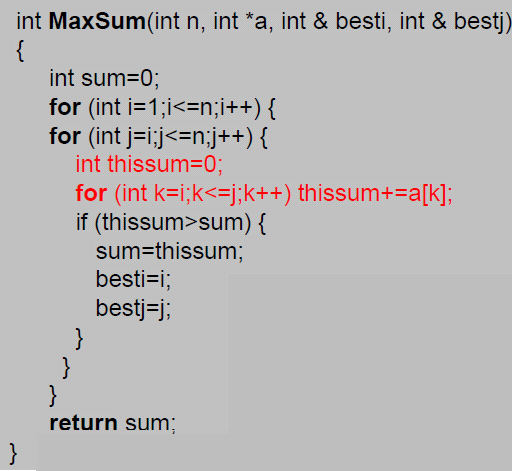 int MaxSum(int n, int *a, int & besti, int & bestj)
{
int sum=0;
for (int i=1;i<=n;i++) {
for (int j=i;j<=n;j++) {
int thissum=0;
for (int k=i;k<=j;k++) thissum+=a[k];
if (thissum>sum) {
sum=thissum;
besti=i;
bestj=j;
}
}
}
return sum;
}